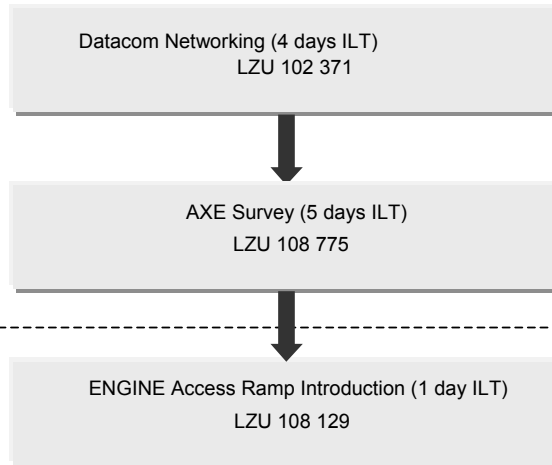 Datacom Networking (4 days ILT)
LZU 102 371
AXE Survey (5 days ILT)
LZU 108 775
ENGINE Access Ramp Introduction (1 day ILT)
LZU 108 129